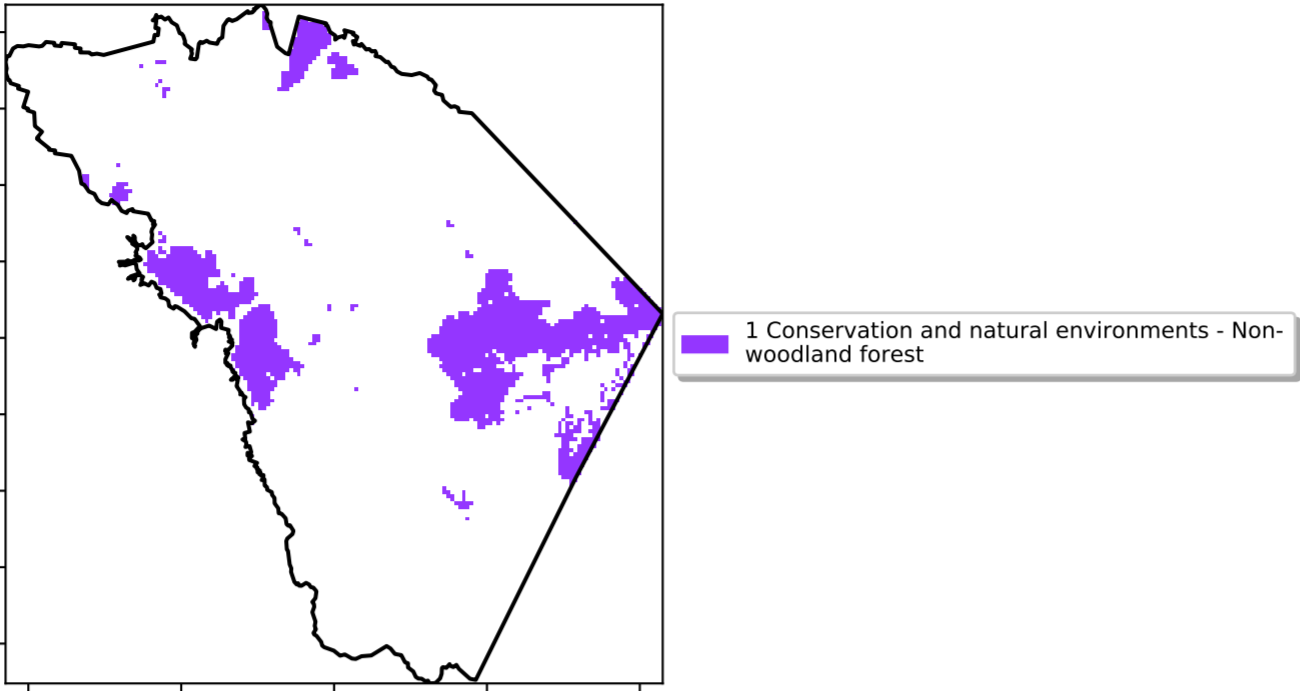 1 Conservation and natural environments - Non-
woodland forest